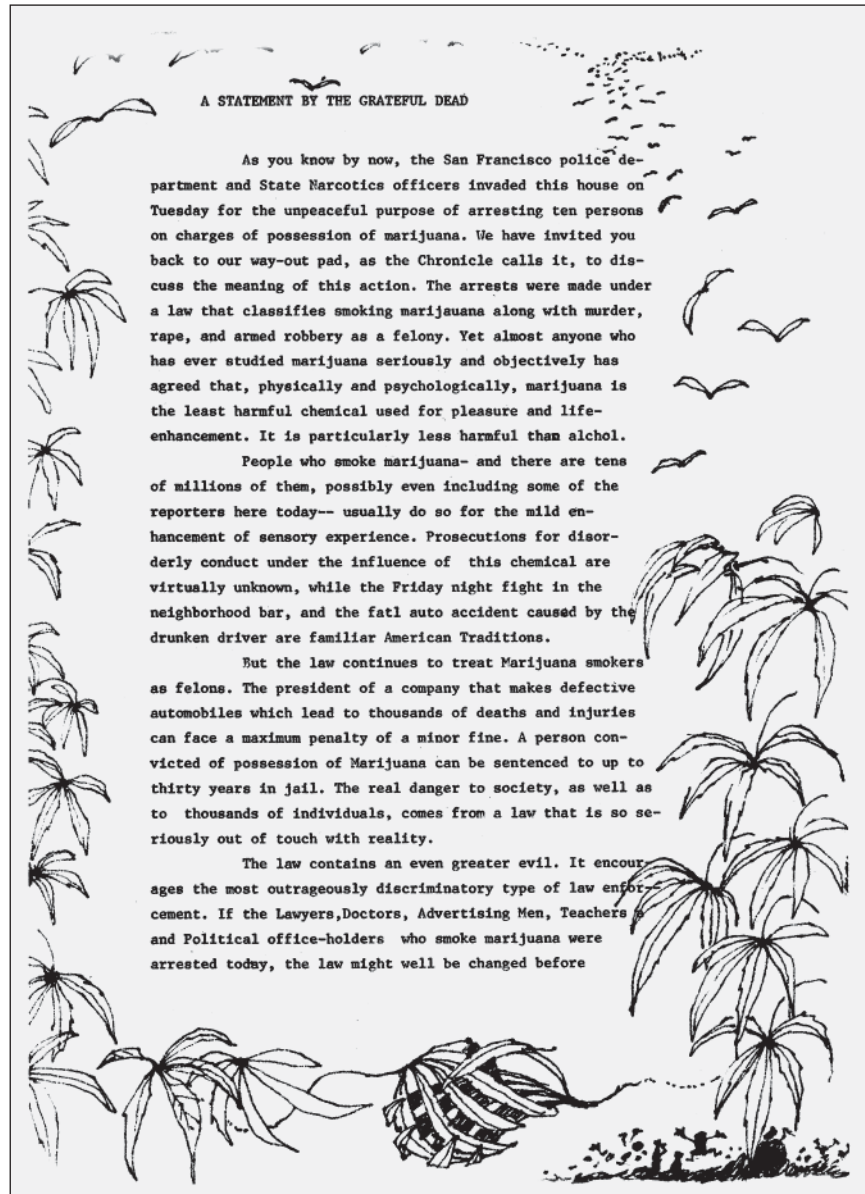 A STATEMENT BY THE GRATEFUL DEAD
As you know by now, the San Francisco police de-
partment and State Narcotics officers invaded this house on
Tuesday for the unpeaceful purpose of arresting ten persons
on charges of possession of marijuana. We have invited you
back to our way-out pad, as the Chronicle calls it, to dis-
cuss the meaning of this action. The arrests were made under
a law that classifies smoking marijauana along with murder,
rape, and armed robbery as a felony. Yet almost anyone who
has ever studied marijuana seriously and objectively has
agreed that, physically and psychologically, marijuana is
the least harmful chemical used for pleasure and life-
enhancement. It is particularly less harmful than alchol.
People who smoke marijuana- and there are tens
of millions of them, possibly even including some of the
reporters here today-- usually do so for the mild en-
hancement of sensory experience. Prosecutions for disor-
derly conduct under the influence of this chemical are
virtually unknown, while the Friday night fight in the
neighborhood bar, and the fatl auto accident caused by the
drunken driver are familiar American Traditions.
But the law continues to treat Marijuana smokers
as felons. The president of a company that makes defective
automobiles which lead to thousands of deaths and injuries
can face a maximum penalty of a minor fine. A person con-
victed of possession of Marijuana can be sentenced to up to
thirty years in jail. The real danger to society, as well as
to thousands of individuals, comes from a law that is so se-
riously out of touch with reality.
The law contains an even greater evil. It encour-
ages the most outrageously discriminatory type of law enfor-
cement. If the Lawyers,Doctors, Advertising Men, Teachers
and Political office-holders who smoke marijuana were
arrested today, the law might well be changed before